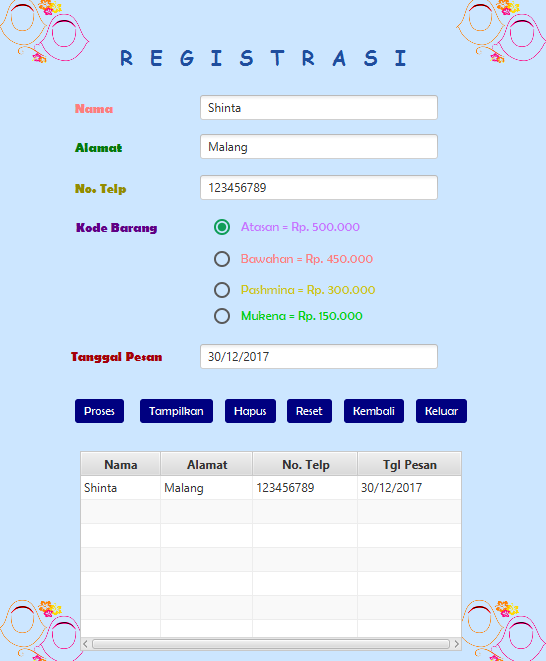 R E G I S T R A S I
Nama Shinta
Alamat Malang
No. Telp 123456789
Kode Barang Atasan = Rp. 500.000
Bawahan = Rp. 450.000
Pashmina = Rp. 300.000
Mukena = Rp. 150.000
Tanggal Pesan 30/12/2017
Proses Tampilkan Hapus Reset Kembali Keluar
Nama Alamat No. Telp Tgl Pesan
Shinta Malang 123456789 30/12/2017